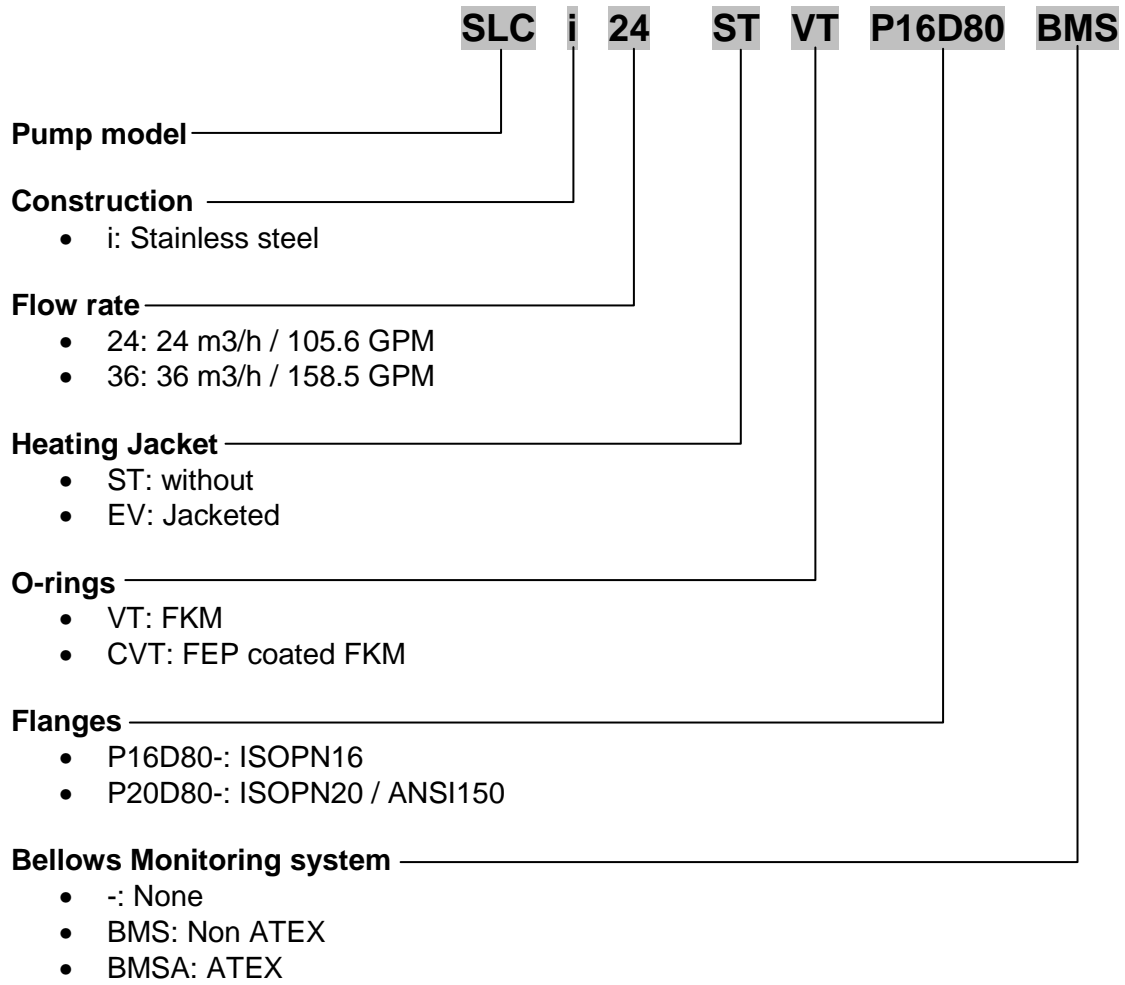 SLC i 24 ST VT P16D80 BMS
Pump model
Construction
• i: Stainless steel
Flow rate
• 24: 24 m3/h / 105.6 GPM
• 36: 36 m3/h / 158.5 GPM
Heating Jacket
• ST: without
• EV: Jacketed
O-rings
• VT: FKM
• CVT: FEP coated FKM
Flanges
• P16D80-: ISOPN16
• P20D80-: ISOPN20 / ANSI150
Bellows Monitoring system
• -: None
• BMS: Non ATEX
• BMSA: ATEX